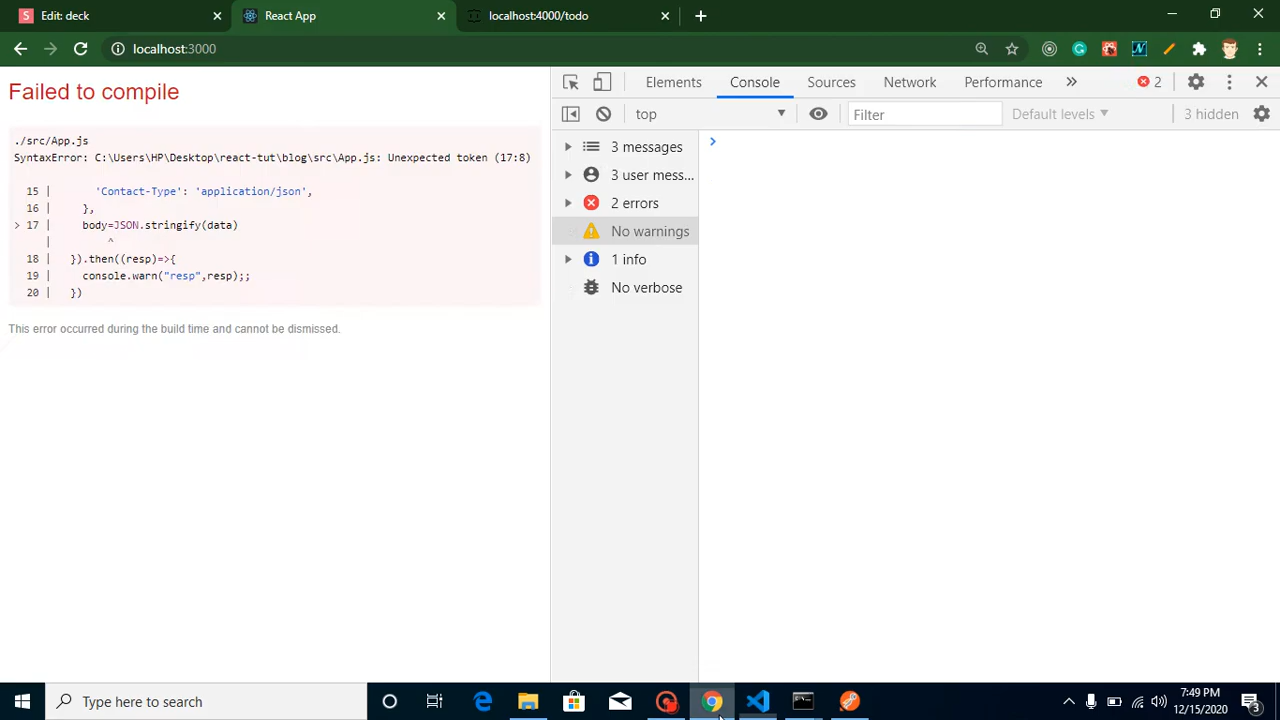 Edit: deck
React App
localhost:4000/todo
localhost:3000
Failed to compile
./src/App.js
SyntaxError: C:\Users\HP\Desktop\react-tut\blog\src\App.js: Unexpected token (17:8)
15 | 'Contact-Type': 'application/json',
16 | },
> 17 | body=JSON.stringify(data)
| ^
18 | }).then((resp)=>{
19 | console.warn("resp",resp);;
20 | })
This error occurred during the build time and cannot be dismissed.
Elements Console Sources Network Performance 2
top Filter Default levels 3 hidden
3 messages
3 user mess...
2 errors
No warnings
1 info
No verbose
Type here to search
7:49 PM
12/15/2020
3